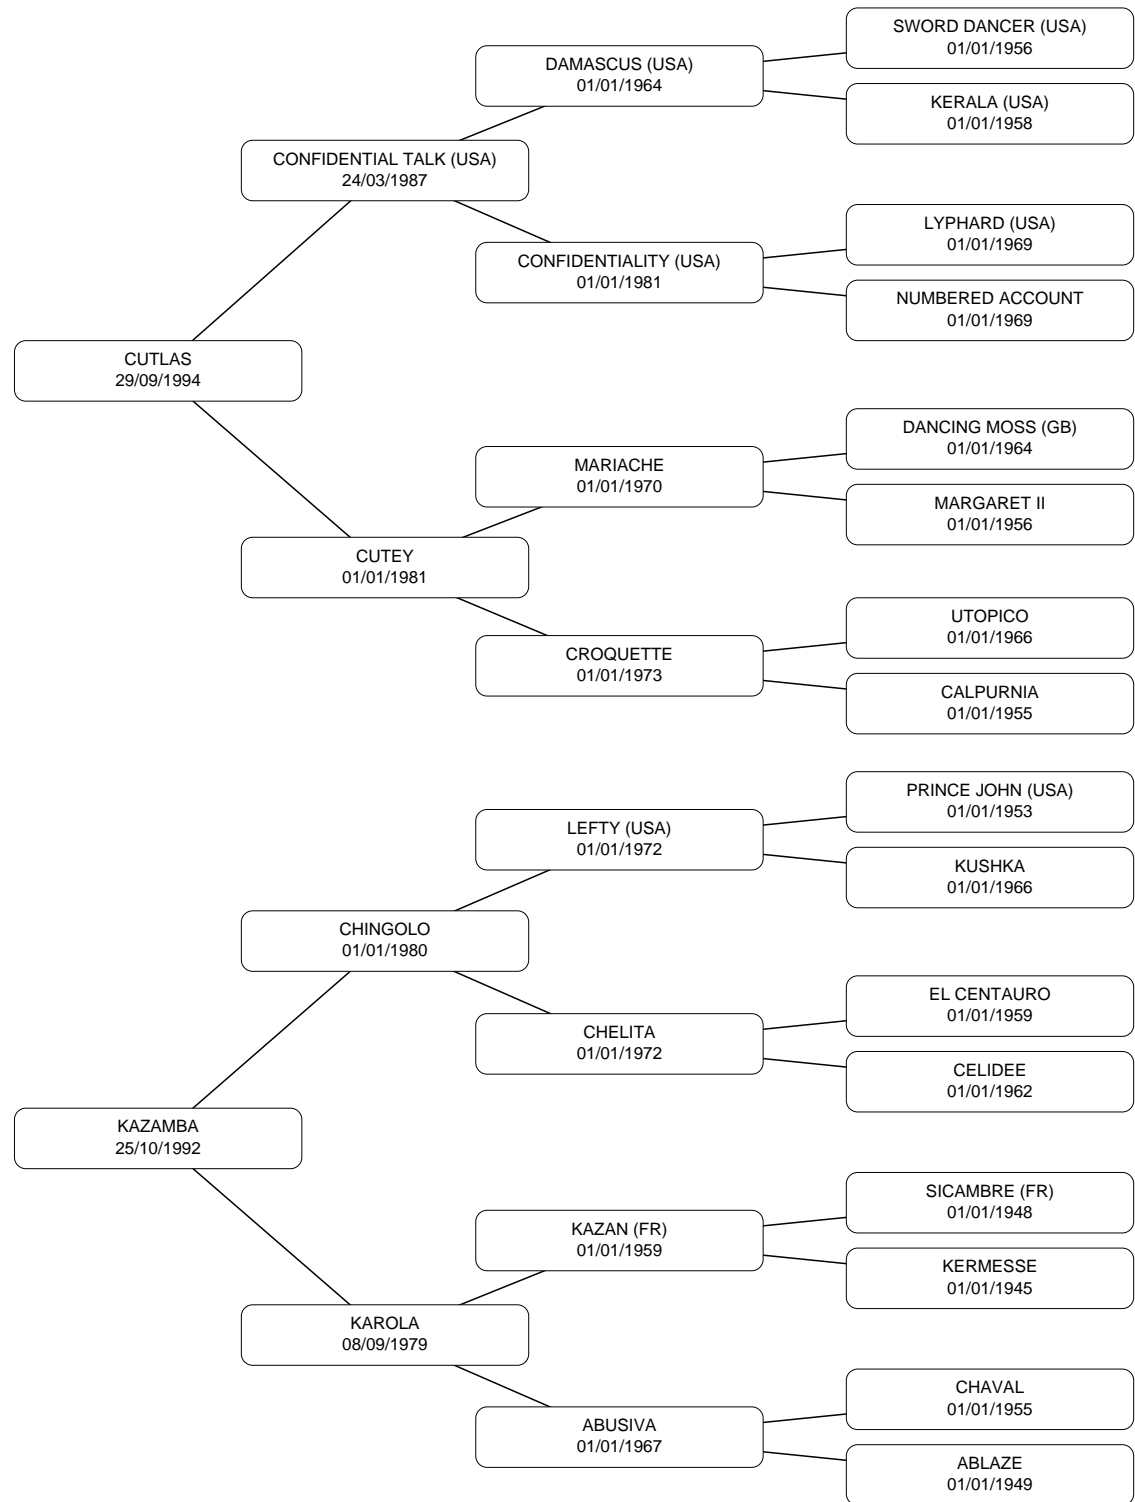 SWORD DANCER (USA)
01/01/1956
DAMASCUS (USA)
01/01/1964
KERALA (USA)
01/01/1958
CONFIDENTIAL TALK (USA)
24/03/1987
LYPHARD (USA)
01/01/1969
CONFIDENTIALITY (USA)
01/01/1981
NUMBERED ACCOUNT
01/01/1969
CUTLAS
29/09/1994
DANCING MOSS (GB)
01/01/1964
MARIACHE
01/01/1970
MARGARET II
01/01/1956
CUTEY
01/01/1981
UTOPICO
01/01/1966
CROQUETTE
01/01/1973
CALPURNIA
01/01/1955
PRINCE JOHN (USA)
01/01/1953
LEFTY (USA)
01/01/1972
KUSHKA
01/01/1966
CHINGOLO
01/01/1980
EL CENTAURO
01/01/1959
CHELITA
01/01/1972
CELIDEE
01/01/1962
KAZAMBA
25/10/1992
SICAMBRE (FR)
01/01/1948
KAZAN (FR)
01/01/1959
KERMESSE
01/01/1945
KAROLA
08/09/1979
CHAVAL
01/01/1955
ABUSIVA
01/01/1967
ABLAZE
01/01/1949